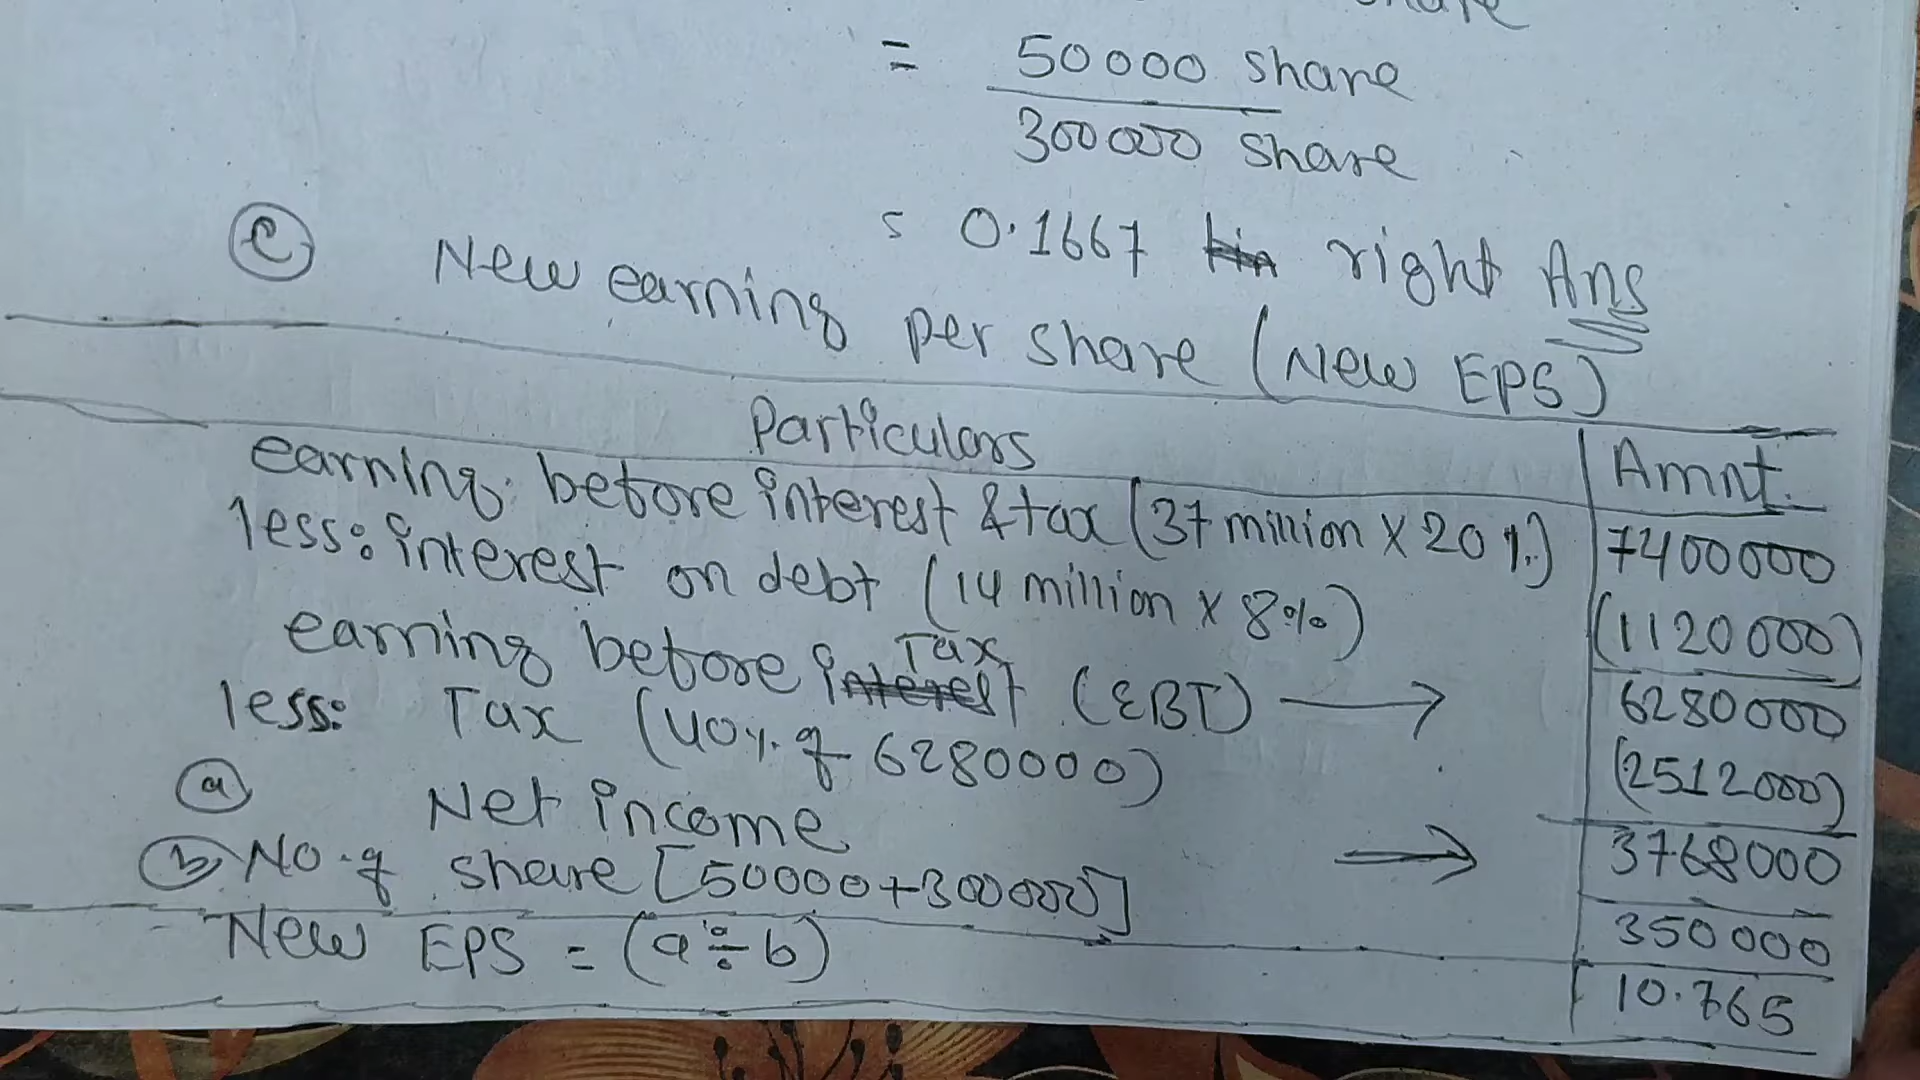 share
= 50000 share
300000 share
= 0.1667 right Ans
(c) New earning per share (New EPS)
Particulars Amnt.
earning before interest & tax (37 million X 20%) 7400000
less: interest on debt (14 million X 8%) (1120000)
earning before Tax (EBT) → 6280000
less: Tax (40% of 6280000) (2512000)
(a) Net income → 3768000
(b) No. of share [50000+300000] 350000
New EPS = (a÷b) 10.765